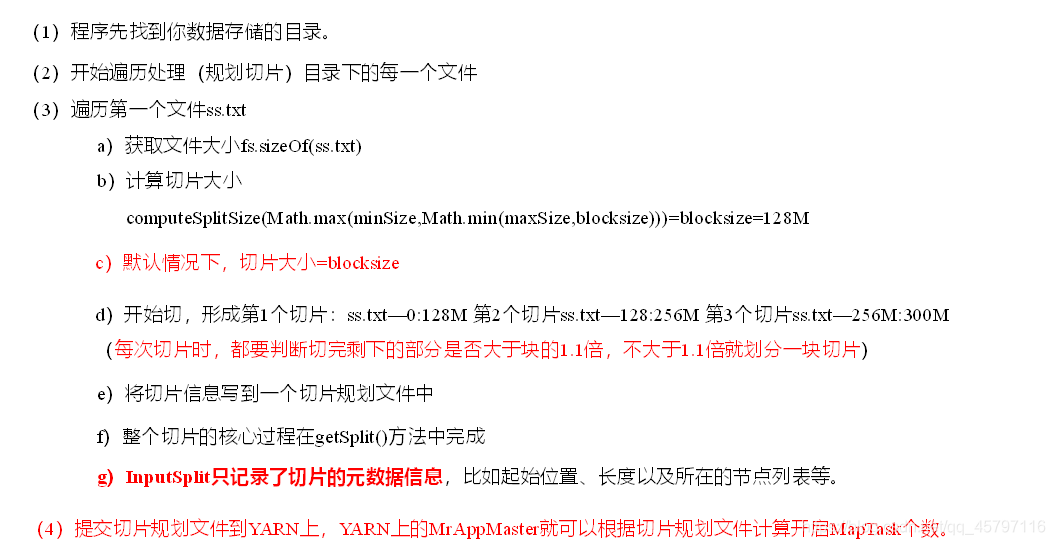 （1）程序先找到你数据存储的目录。
（2）开始遍历处理（规划切片）目录下的每一个文件
（3）遍历第一个文件ss.txt
a）获取文件大小fs.sizeOf(ss.txt)
b）计算切片大小
computeSplitSize(Math.max(minSize,Math.min(maxSize,blocksize)))=blocksize=128M
c）默认情况下，切片大小=blocksize
d）开始切，形成第1个切片：ss.txt—0:128M 第2个切片ss.txt—128:256M 第3个切片ss.txt—256M:300M
（每次切片时，都要判断切完剩下的部分是否大于块的1.1倍，不大于1.1倍就划分一块切片）
e）将切片信息写到一个切片规划文件中
f）整个切片的核心过程在getSplit()方法中完成
g）InputSplit只记录了切片的元数据信息，比如起始位置、长度以及所在的节点列表等。
（4）提交切片规划文件到YARN上，YARN上的MrAppMaster就可以根据切片规划文件计算开启MapTask个数。
qq_45797116